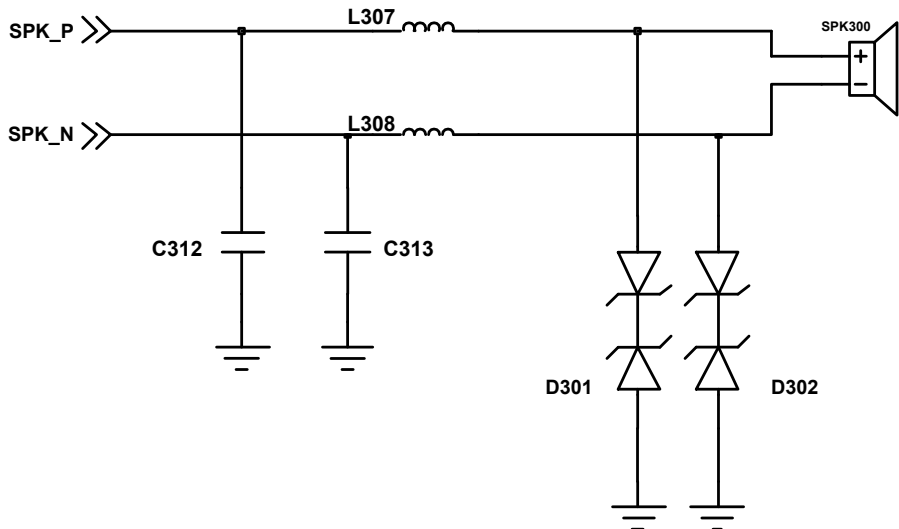 L307
SPK_P
SPK300
+
−
L308
SPK_N
C312
C313
D301
D302